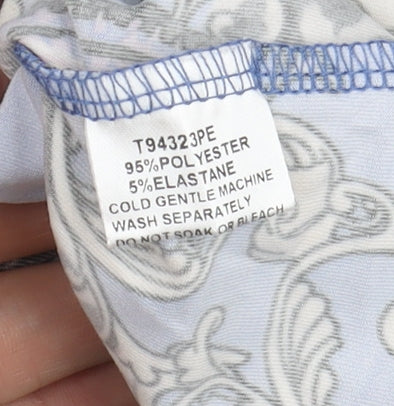 T94323PE
95%POLYESTER
5%ELASTANE
COLD GENTLE MACHINE
WASH SEPARATELY
DO NOT SOAK OR BLEACH